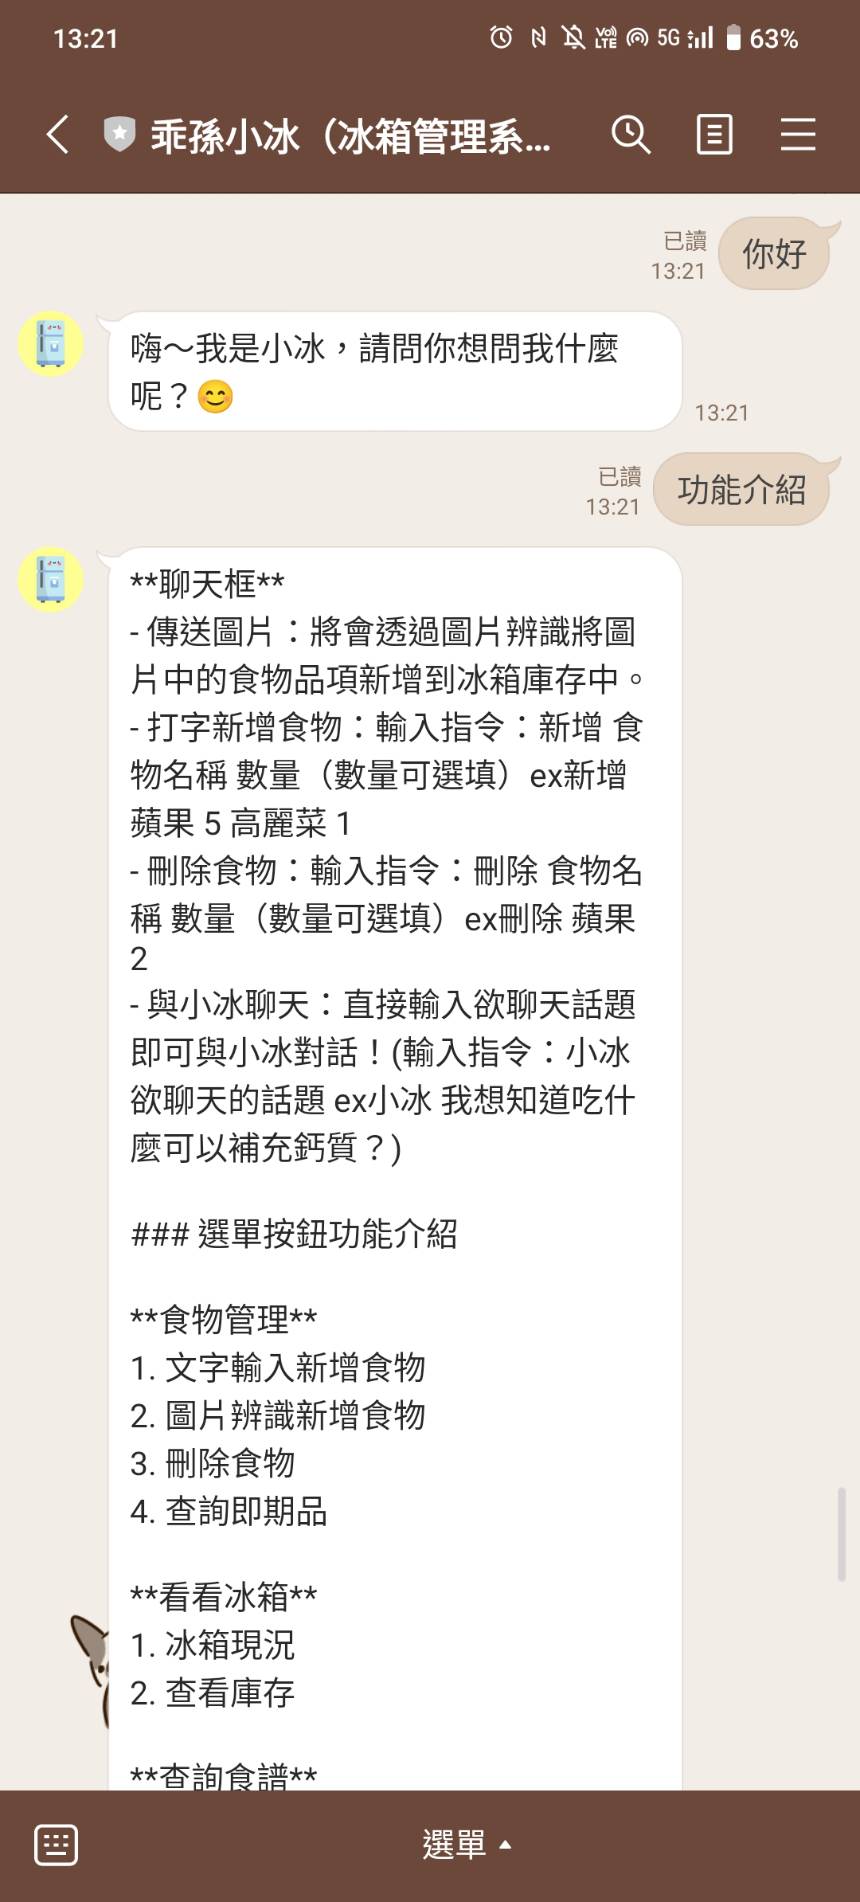 13:21
VoD LTE 5G 63%
乖孫小冰（冰箱管理系...
已讀
13:21
你好
嗨～我是小冰，請問你想問我什麼
呢？😊
13:21
已讀
13:21
功能介紹
**聊天框**
- 傳送圖片：將會透過圖片辨識將圖
片中的食物品項新增到冰箱庫存中。
- 打字新增食物：輸入指令：新增 食
物名稱 數量（數量可選填）ex新增
蘋果 5 高麗菜 1
- 刪除食物：輸入指令：刪除 食物名
稱 數量（數量可選填）ex刪除 蘋果
2
- 與小冰聊天：直接輸入欲聊天話題
即可與小冰對話！(輸入指令：小冰
欲聊天的話題 ex小冰 我想知道吃什
麼可以補充鈣質？)
### 選單按鈕功能介紹
**食物管理**
1. 文字輸入新增食物
2. 圖片辨識新增食物
3. 刪除食物
4. 查詢即期品
**看看冰箱**
1. 冰箱現況
2. 查看庫存
**查詢食譜**
選單